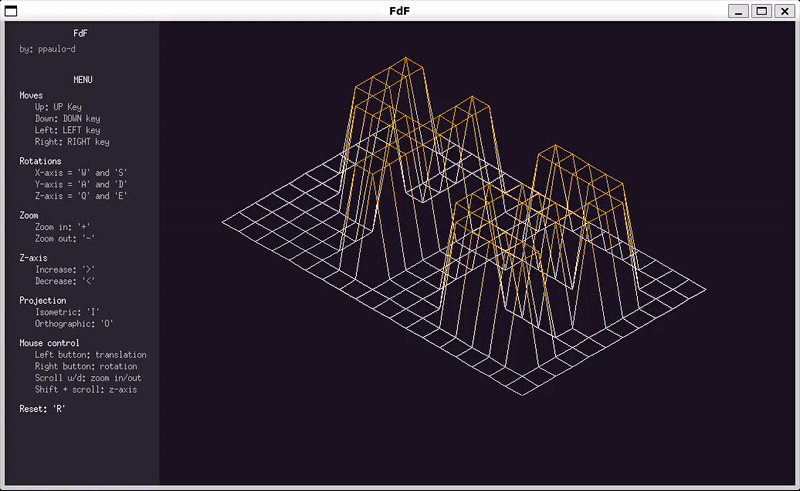 FdF
FdF
by: ppaulo-d
MENU
Moves
Up: UP Key
Down: DOWN key
Left: LEFT key
Right: RIGHT key
Rotations
X-axis = 'W' and 'S'
Y-axis = 'A' and 'D'
Z-axis = 'Q' and 'E'
Zoom
Zoom in: '+'
Zoom out: '-'
Z-axis
Increase: '>'
Decrease: '<'
Projection
Isometric: 'I'
Orthographic: 'O'
Mouse control
Left button: translation
Right button: rotation
Scroll u/d: zoom in/out
Shift + scroll: z-axis
Reset: 'R'